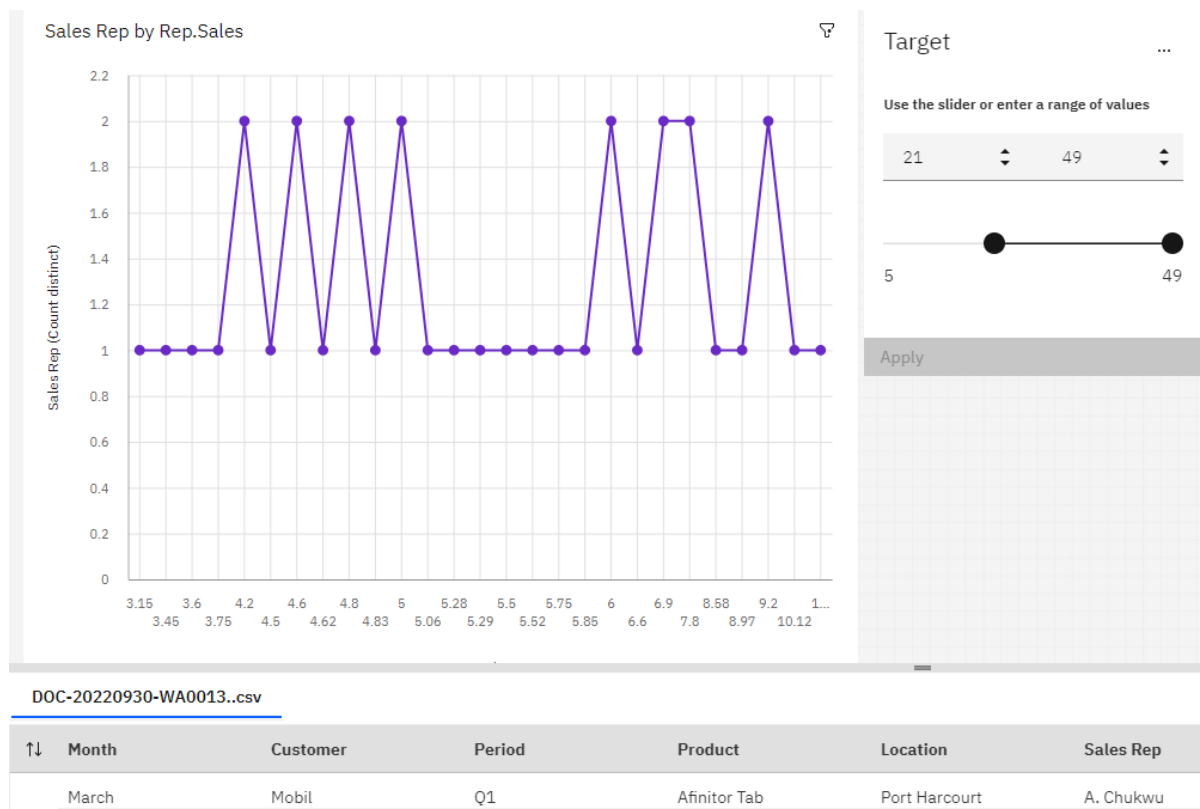 Sales Rep by Rep.Sales
Sales Rep (Count distinct)
2.2
2
1.8
1.6
1.4
1.2
1
0.8
0.6
0.4
0.2
0
3.15 3.6 4.2 4.6 4.8 5 5.28 5.5 5.75 6 6.9 8.58 9.2 1...
3.45 3.75 4.5 4.62 4.83 5.06 5.29 5.52 5.85 6.6 7.8 8.97 10.12
Target ...
Use the slider or enter a range of values
21 49
5 49
Apply
DOC-20220930-WA0013..csv
Month Customer Period Product Location Sales Rep
March Mobil Q1 Afinitor Tab Port Harcourt A. Chukwu